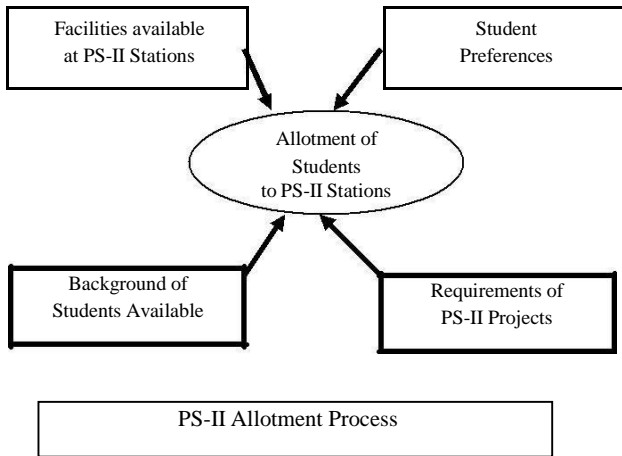 Facilities available
at PS-II Stations
Student
Preferences
Allotment of
Students
to PS-II Stations
Background of
Students Available
Requirements of
PS-II Projects
PS-II Allotment Process